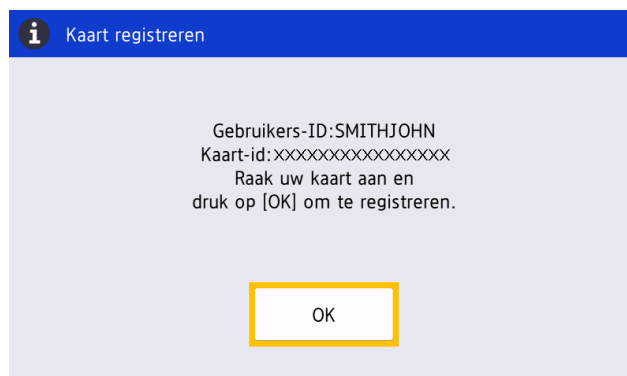 Kaart registreren
Gebruikers-ID:SMITHJOHN
Kaart-id:XXXXXXXXXXXXXXXX
Raak uw kaart aan en
druk op [OK] om te registreren.
OK